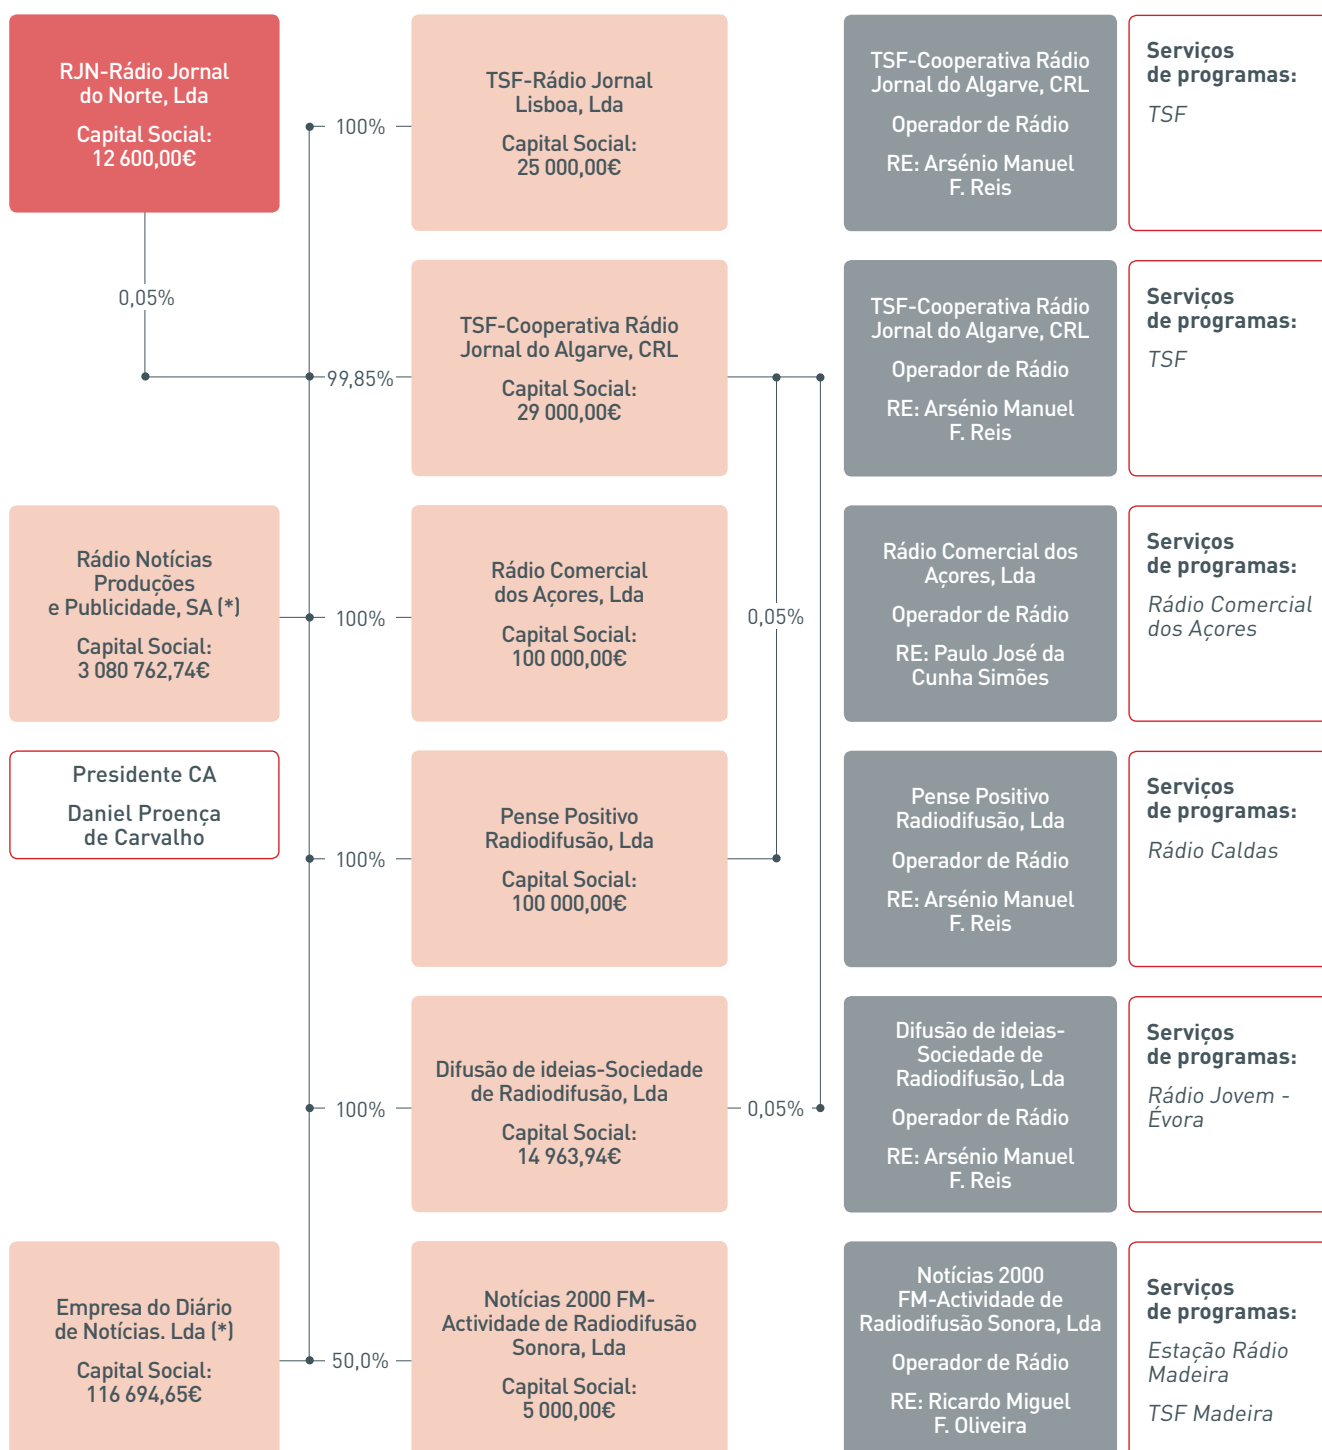 RJN-Rádio Jornal
do Norte, Lda
Capital Social:
12 600,00€
100%
TSF-Rádio Jornal
Lisboa, Lda
Capital Social:
25 000,00€
TSF-Cooperativa Rádio
Jornal do Algarve, CRL
Operador de Rádio
RE: Arsénio Manuel
F. Reis
Serviços
de programas:
TSF
0,05%
99,85%
TSF-Cooperativa Rádio
Jornal do Algarve, CRL
Capital Social:
29 000,00€
TSF-Cooperativa Rádio
Jornal do Algarve, CRL
Operador de Rádio
RE: Arsénio Manuel
F. Reis
Serviços
de programas:
TSF
Rádio Notícias
Produções
e Publicidade, SA (*)
Capital Social:
3 080 762,74€
100%
Rádio Comercial
dos Açores, Lda
Capital Social:
100 000,00€
0,05%
Rádio Comercial dos
Açores, Lda
Operador de Rádio
RE: Paulo José da
Cunha Simões
Serviços
de programas:
Rádio Comercial
dos Açores
Presidente CA
Daniel Proença
de Carvalho
100%
Pense Positivo
Radiodifusão, Lda
Capital Social:
100 000,00€
Pense Positivo
Radiodifusão, Lda
Operador de Rádio
RE: Arsénio Manuel
F. Reis
Serviços
de programas:
Rádio Caldas
100%
Difusão de ideias-Sociedade
de Radiodifusão, Lda
Capital Social:
14 963,94€
0,05%
Difusão de ideias-
Sociedade de
Radiodifusão, Lda
Operador de Rádio
RE: Arsénio Manuel
F. Reis
Serviços
de programas:
Rádio Jovem -
Évora
Empresa do Diário
de Notícias. Lda (*)
Capital Social:
116 694,65€
50,0%
Notícias 2000 FM-
Actividade de Radiodifusão
Sonora, Lda
Capital Social:
5 000,00€
Notícias 2000
FM-Actividade de
Radiodifusão Sonora, Lda
Operador de Rádio
RE: Ricardo Miguel
F. Oliveira
Serviços
de programas:
Estação Rádio
Madeira
TSF Madeira